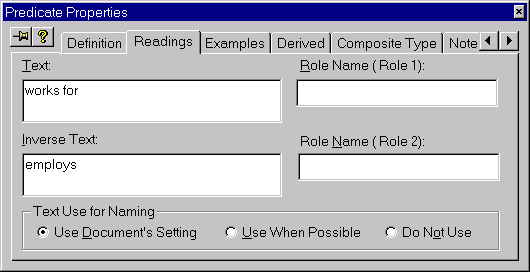 Predicate Properties
? Definition Readings Examples Derived Composite Type Note
Text: Role Name ( Role 1):
works for
Inverse Text: Role Name ( Role 2):
employs
Text Use for Naming
Use Document's Setting Use When Possible Do Not Use